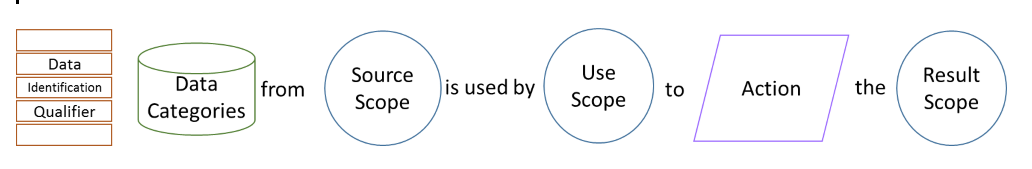 Data
Identification
Qualifier
Data
Categories
from
Source
Scope
is used by
Use
Scope
to
Action
the
Result
Scope